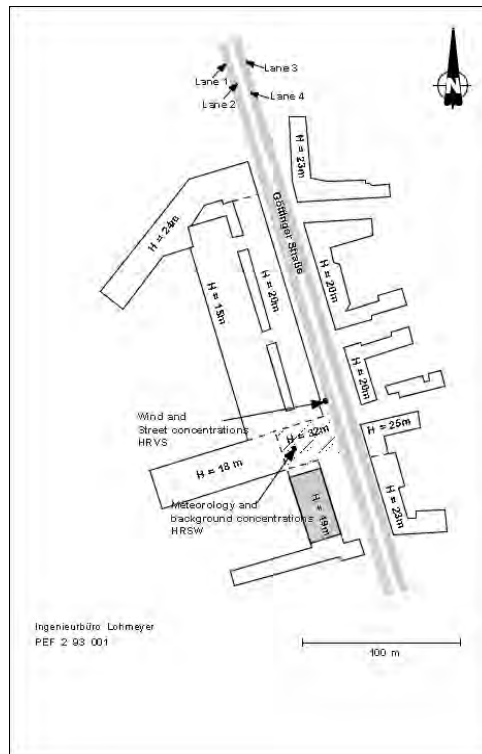 Lane 3
Lane 1
Lane 2
Lane 4
H = 23m
H = 24m
Göttinger Straße
H = 15m
H = 20m
H = 20m
H = 20m
Wind and
Street concentrations
HRVS
H = 32m
H = 25m
H = 18 m
Meteorology and
background concentrations
HRSW
H = 19m
H = 23m
Ingenieurbüro Lohmeyer
PEF 2 93 001
100 m